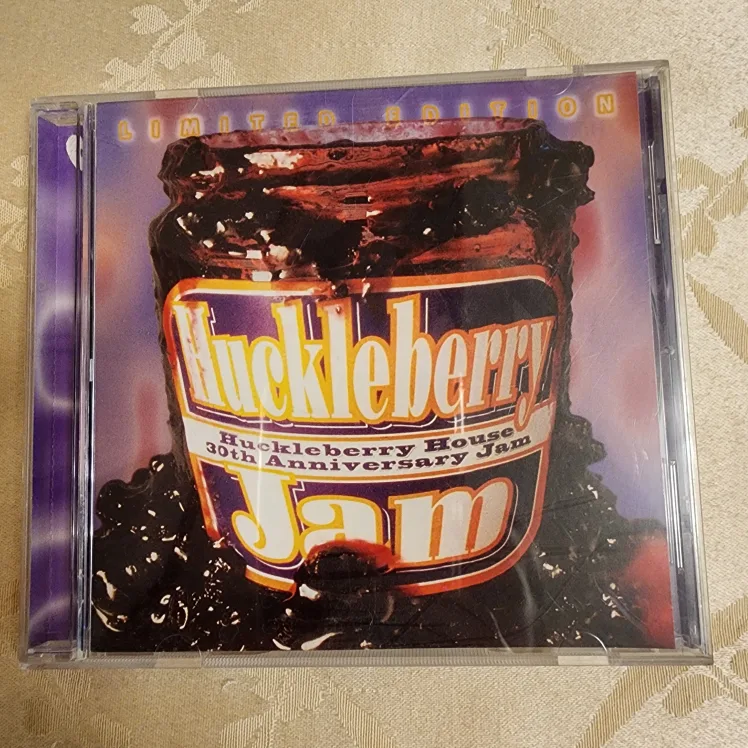 LIMITED EDITION
Huckleberry
Huckleberry House
30th Anniversary Jam
Jam